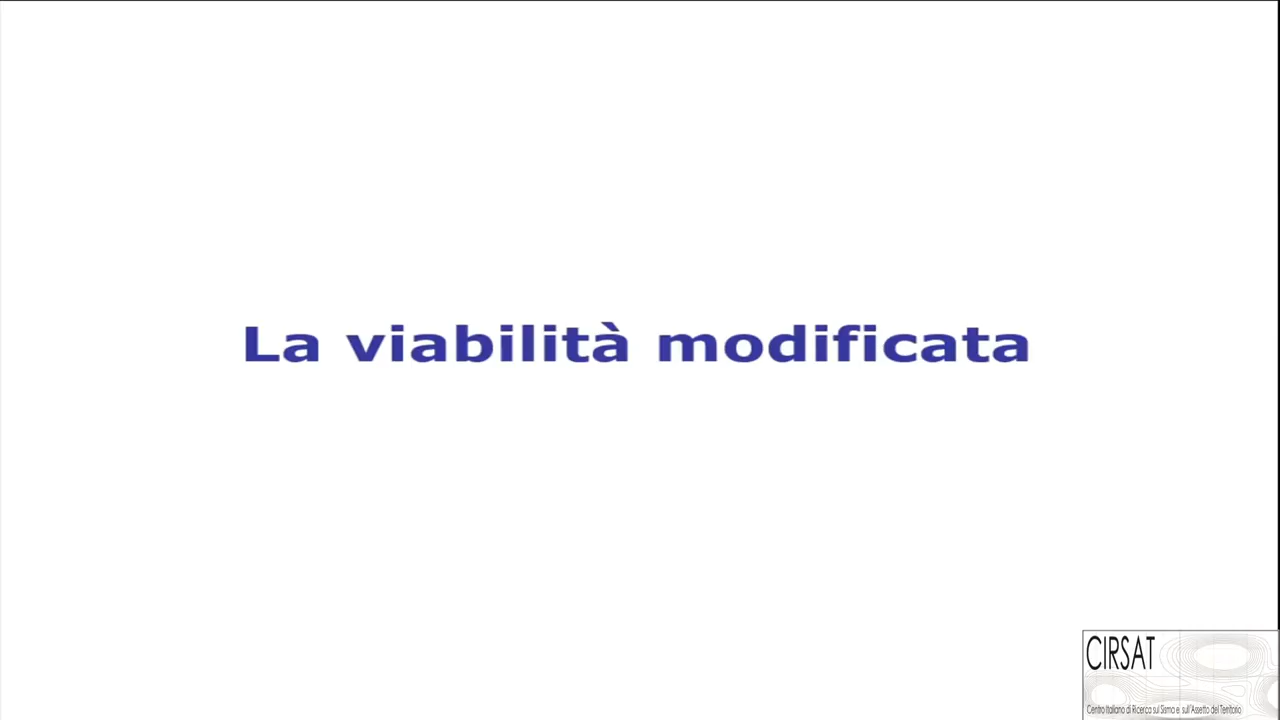 La viabilità modificata
CIRSAT
Centro Italiano di Ricerca sul Sisma e sull'Assetto del Territorio